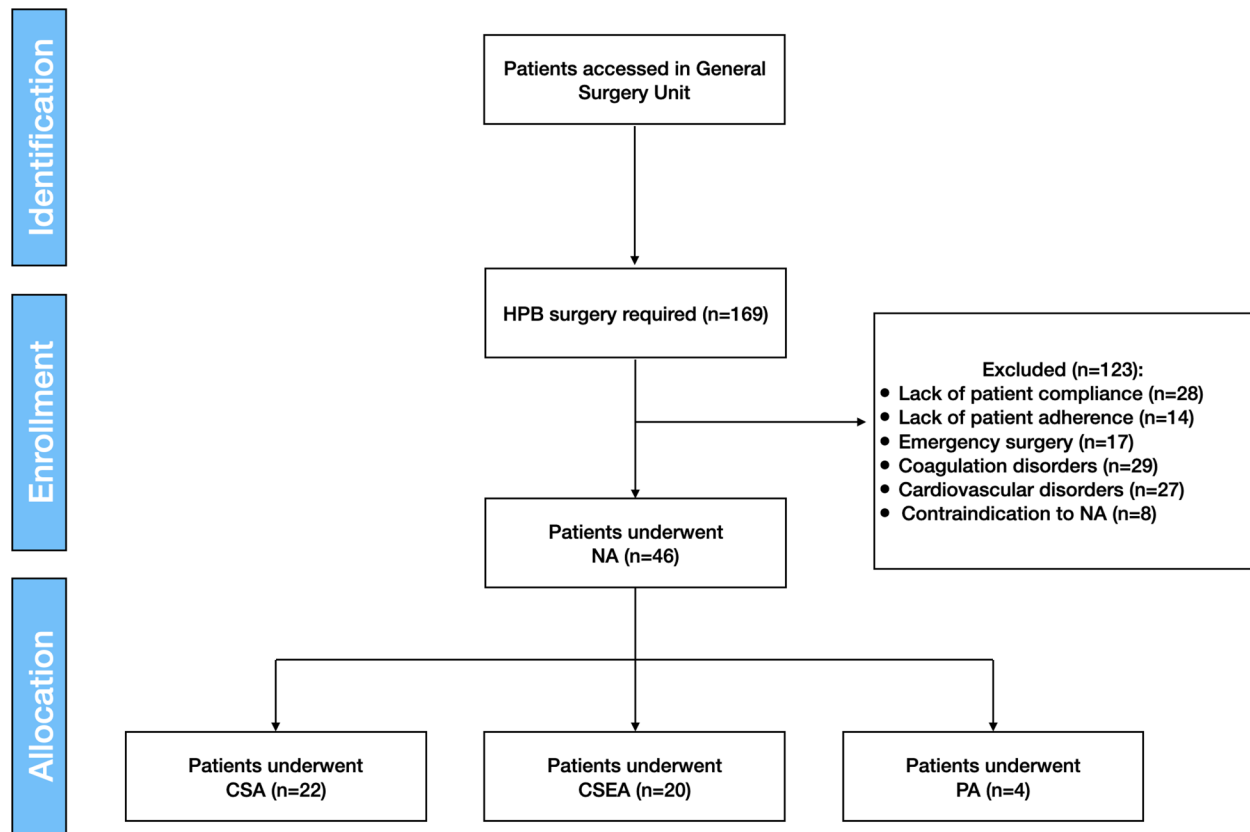 Identification
Patients accessed in General
Surgery Unit
Enrollment
HPB surgery required (n=169)
Excluded (n=123):
• Lack of patient compliance (n=28)
• Lack of patient adherence (n=14)
• Emergency surgery (n=17)
• Coagulation disorders (n=29)
• Cardiovascular disorders (n=27)
• Contraindication to NA (n=8)
Patients underwent
NA (n=46)
Allocation
Patients underwent
CSA (n=22)
Patients underwent
CSEA (n=20)
Patients underwent
PA (n=4)